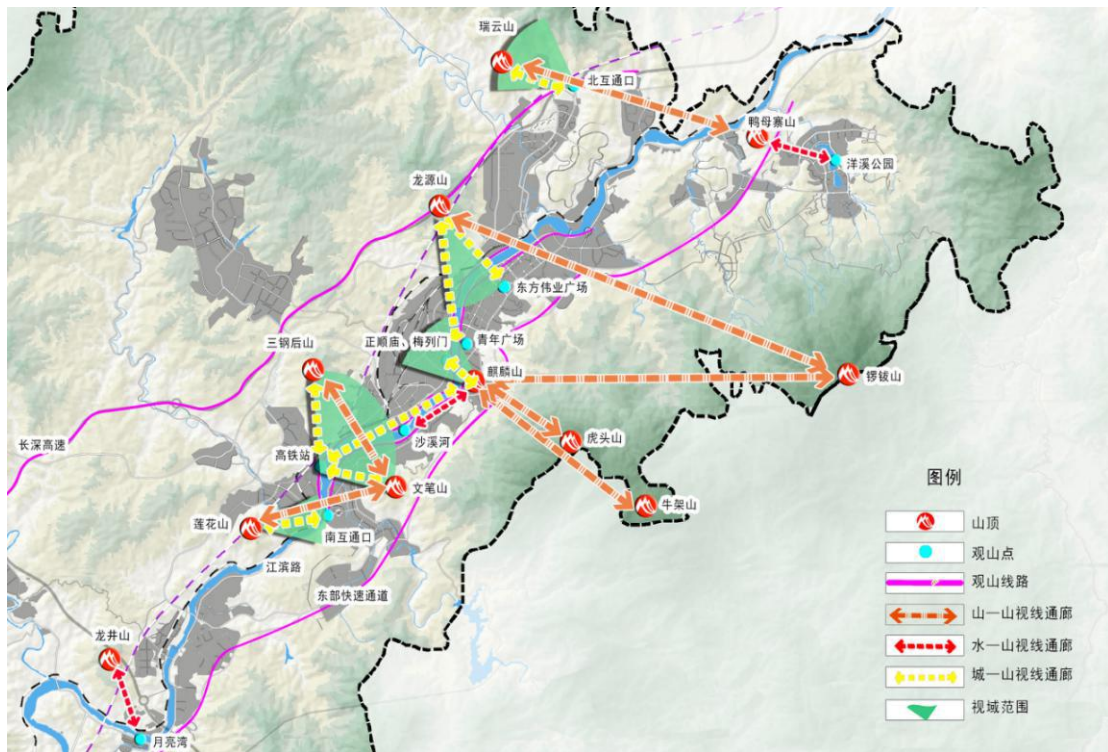 瑞云山
北互通口
鸭母寨山
洋溪公园
龙源山
东方伟业广场
正顺庙、梅列门
青年广场
三钢后山
麒麟山
锣钹山
长深高速
沙溪河
虎头山
高铁站
文笔山
牛架山
莲花山
南互通口
江滨路
东部快速通道
龙井山
月亮湾
图例
山顶
观山点
观山线路
山—山视线通廊
水—山视线通廊
城—山视线通廊
视域范围